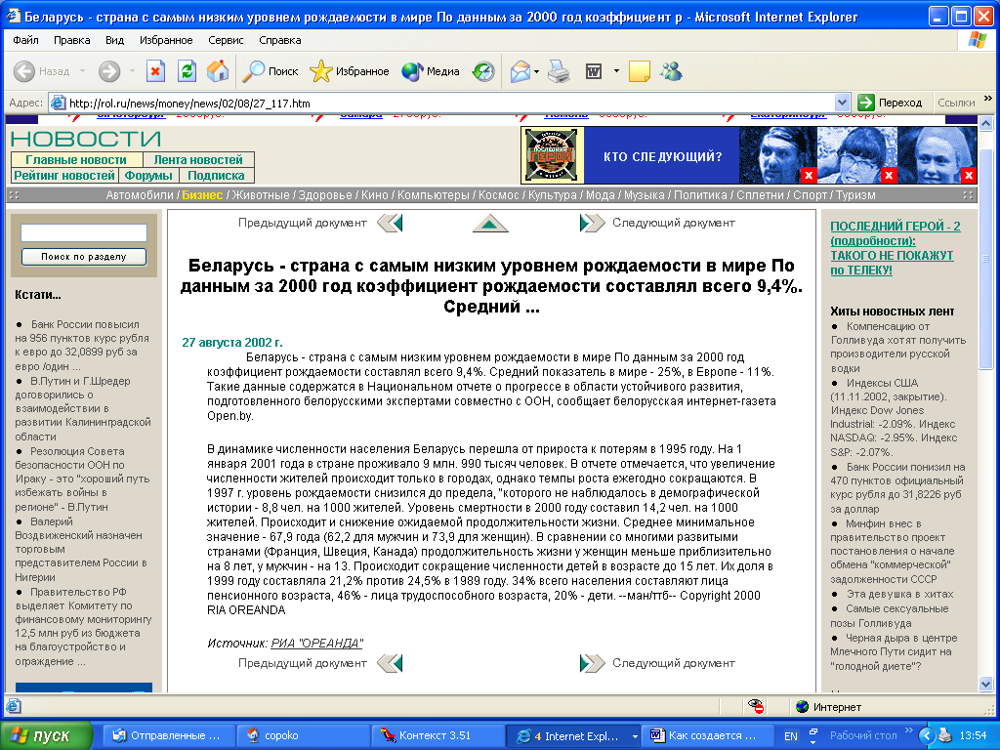 Беларусь - страна с самым низким уровнем рождаемости в мире По данным за 2000 год коэффициент р - Microsoft Internet Explorer
Файл Правка Вид Избранное Сервис Справка
Назад Поиск Избранное Медиа
Адрес: http://rol.ru/news/money/news/02/08/27_117.htm Переход Ссылки »
НОВОСТИ
Главные новости Лента новостей
Рейтинг новостей Форумы Подписка
ПОСЛЕДНИЙ
ГЕРОЙ
КТО СЛЕДУЮЩИЙ?
Автомобили / Бизнес / Животные / Здоровье / Кино / Компьютеры / Космос / Культура / Мода / Музыка / Политика / Сплетни / Спорт / Туризм
Поиск по разделу
Кстати...
• Банк России повысил
на 956 пунктов курс рубля
к евро до 32,0899 руб за
евро /один ...
• В.Путин и Г.Шредер
договорились о
взаимодействии в
развитии Калининградской
области
• Резолюция Совета
безопасности ООН по
Ираку - это "хороший путь
избежать войны в
регионе" - В.Путин
• Валерий
Воздвиженский назначен
торговым
представителем России в
Нигерии
• Правительство РФ
выделяет Комитету по
финансовому мониторингу
12,5 млн руб из бюджета
на благоустройство и
ограждение ...
Предыдущий документ Следующий документ
Беларусь - страна с самым низким уровнем рождаемости в мире По
данным за 2000 год коэффициент рождаемости составлял всего 9,4%.
Средний ...
27 августа 2002 г.
Беларусь - страна с самым низким уровнем рождаемости в мире По данным за 2000 год
коэффициент рождаемости составлял всего 9,4%. Средний показатель в мире - 25%, в Европе - 11%.
Такие данные содержатся в Национальном отчете о прогрессе в области устойчивого развития,
подготовленного белорусскими экспертами совместно с ООН, сообщает белорусская интернет-газета
Open.by.
В динамике численности населения Беларусь перешла от прироста к потерям в 1995 году. На 1
января 2001 года в стране проживало 9 млн. 990 тысяч человек. В отчете отмечается, что увеличение
численности жителей происходит только в городах, однако темпы роста ежегодно сокращаются. В
1997 г. уровень рождаемости снизился до предела, "которого не наблюдалось в демографической
истории - 8,8 чел. на 1000 жителей. Уровень смертности в 2000 году составил 14,2 чел. на 1000
жителей. Происходит и снижение ожидаемой продолжительности жизни. Среднее минимальное
значение - 67,9 года (62,2 для мужчин и 73,9 для женщин). В сравнении со многими развитыми
странами (Франция, Швеция, Канада) продолжительность жизни у женщин меньше приблизительно
на 8 лет, у мужчин - на 13. Происходит сокращение численности детей в возрасте до 15 лет. Их доля в
1999 году составляла 21,2% против 24,5% в 1989 году. 34% всего населения составляют лица
пенсионного возраста, 46% - лица трудоспособного возраста, 20% - дети. --ман/ттб-- Copyright 2000
RIA OREANDA
Источник: РИА "ОРЕАНДА"
Предыдущий документ Следующий документ
ПОСЛЕДНИЙ ГЕРОЙ - 2
(подробности):
ТАКОГО НЕ ПОКАЖУТ
по ТЕЛЕКУ!
Хиты новостных лент
• Компенсацию от
Голливуда хотят получить
производители русской
водки
• Индексы США
(11.11.2002, закрытие).
Индекс Dow Jones
Industrial: -2.09%. Индекс
NASDAQ: -2.95%. Индекс
S&P: -2.07%.
• Банк России понизил на
470 пунктов официальный
курс рубля до 31,8226 руб
за доллар
• Минфин внес в
правительство проект
постановления о начале
обмена "коммерческой"
задолженности СССР
• Эта девушка в хитах
• Самые сексуальные
позы Голливуда
• Черная дыра в центре
Млечного Пути сидит на
"голодной диете"?
Интернет
пуск Отправленные ... copoko Контекст 3.51 4 Internet Expl... Как создается ... EN Рабочий стол » 13:54